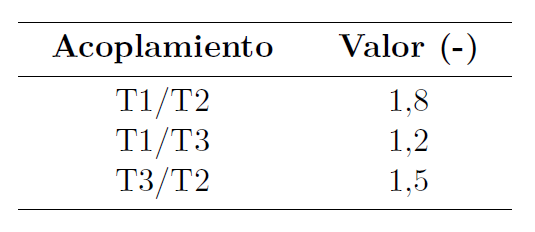 Acoplamiento Valor (-)
T1/T2 1,8
T1/T3 1,2
T3/T2 1,5